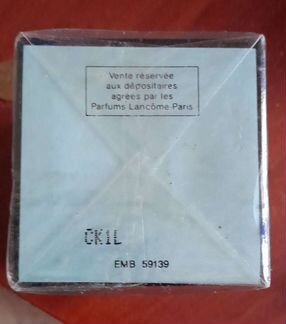 Vente réservée
aux dépositaires
agréés par les
Parfums Lancôme-Paris
CK1L
EMB 59139